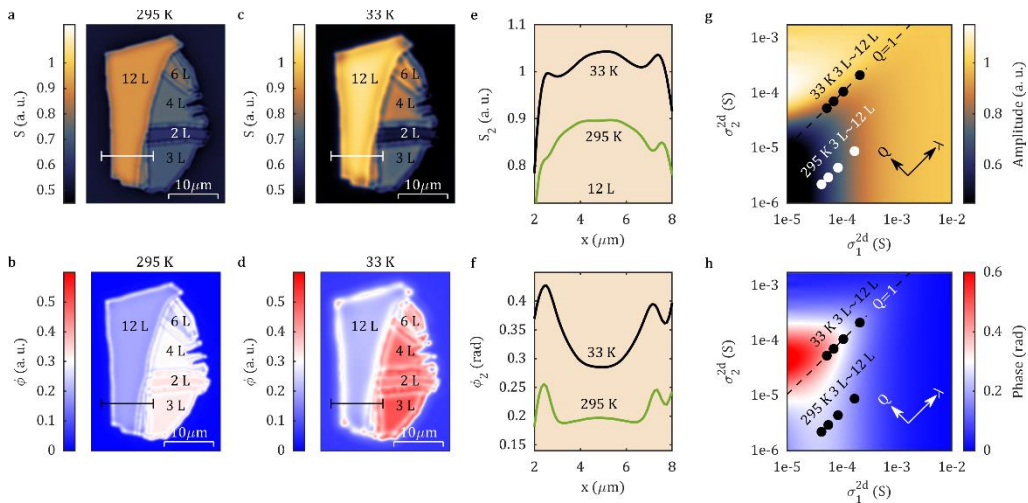 a
295 K
S (a. u.)
1
0.9
0.8
0.7
0.6
0.5
12 L
6 L
4 L
2 L
3 L
10μm
c
33 K
S (a. u.)
1
0.9
0.8
0.7
0.6
0.5
12 L
6 L
4 L
2 L
3 L
10μm
e
S₂ (a. u.)
1.1
1
0.9
0.8
33 K
295 K
12 L
2
4
6
8
x (μm)
g
σ₂²ᵈ (S)
1e-3
1e-4
1e-5
1e-6
33 K 3 L~12 L
Q=1
295 K 3 L~12 L
Q
λ
1e-5
1e-4
1e-3
1e-2
σ₁²ᵈ (S)
1
0.8
0.6
Amplitude (a. u.)
b
295 K
ϕ (a. u.)
0.5
0.4
0.3
0.2
0.1
0
12 L
6 L
4 L
2 L
3 L
10μm
d
33 K
ϕ (a. u.)
0.5
0.4
0.3
0.2
0.1
0
12 L
6 L
4 L
2 L
3 L
10μm
f
ϕ₂ (rad)
0.4
0.35
0.3
0.25
0.2
0.15
33 K
295 K
2
4
6
8
x (μm)
h
σ₂²ᵈ (S)
1e-3
1e-4
1e-5
1e-6
33 K 3 L~12 L
Q=1
295 K 3 L~12 L
Q
λ
1e-5
1e-4
1e-3
1e-2
σ₁²ᵈ (S)
0.6
0.4
0.2
0
Phase (rad)